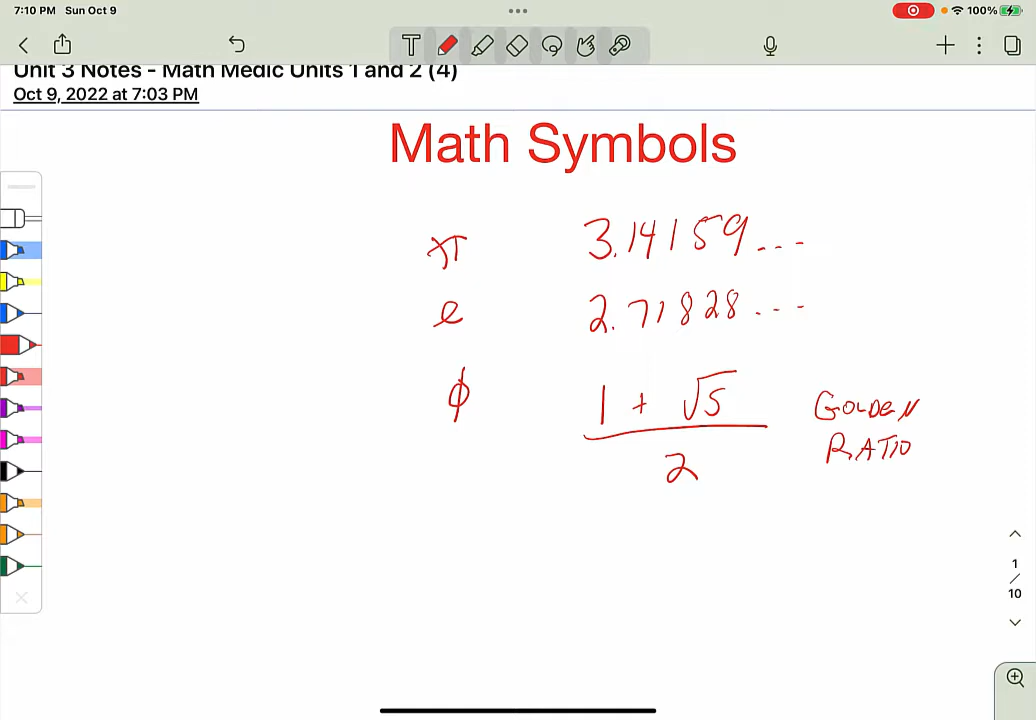 7:10 PM Sun Oct 9
100%
T
Unit 3 Notes - Math Medic Units 1 and 2 (4)
Oct 9, 2022 at 7:03 PM
Math Symbols
π 3.14159...
e 2.71828...
ϕ 1 + √5 GOLDEN
RATIO
2
1
/
10